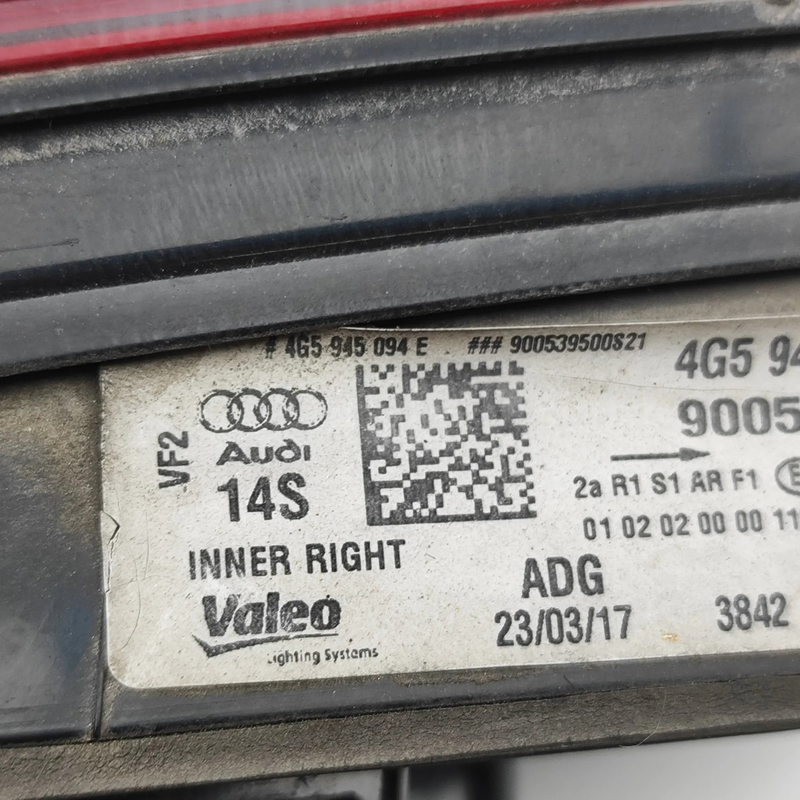 # 4G5 945 094 E ### 900539500S21
4G5 94
9005
VF2
Audi
14S
2a R1 S1 AR F1 E
01 02 02 00 00 11
INNER RIGHT
ADG
Valeo
Lighting Systems
23/03/17
3842